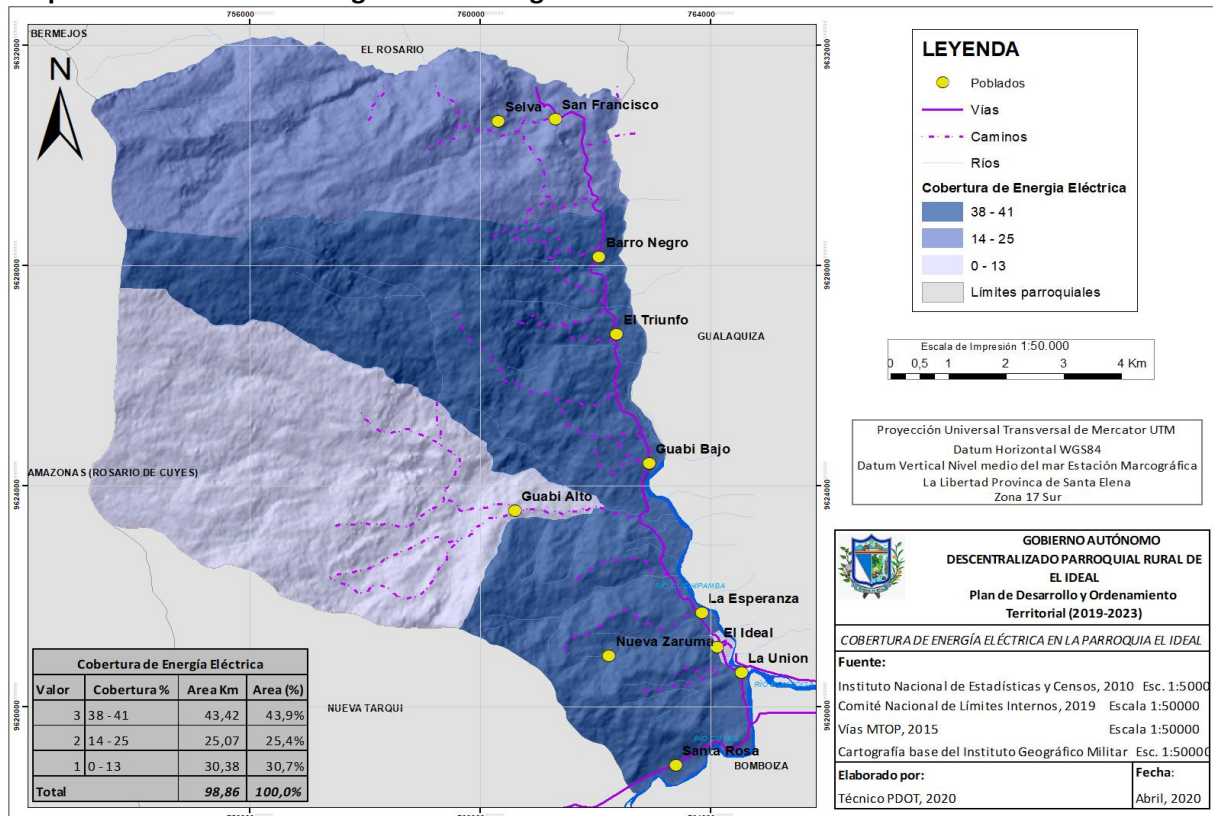 756000 760000 764000
9632000 9632000
BERMEJOS
EL ROSARIO
N
Selva San Francisco
Barro Negro
9628000 9628000
El Triunfo
GUALAQUIZA
Guabi Bajo
AMAZONAS (ROSARIO DE CUYES)
9624000 9624000
Guabi Alto
La Esperanza
El Ideal
Nueva Zaruma
La Union
NUEVA TARQUI
9620000
Santa Rosa
BOMBOIZA
Cobertura de Energía Eléctrica
Valor Cobertura % Area Km Area (%)
3 38 - 41 43,42 43,9%
2 14 - 25 25,07 25,4%
1 0 - 13 30,38 30,7%
Total 98,86 100,0%
LEYENDA
Poblados
Vías
Caminos
Ríos
Cobertura de Energia Eléctrica
38 - 41
14 - 25
0 - 13
Límites parroquiales
Escala de Impresión 1:50.000
0 0,5 1 2 3 4 Km
Proyección Universal Transversal de Mercator UTM
Datum Horizontal WGS84
Datum Vertical Nivel medio del mar Estación Marcográfica
La Libertad Provinca de Santa Elena
Zona 17 Sur
GOBIERNO AUTÓNOMO
DESCENTRALIZADO PARROQUIAL RURAL DE
EL IDEAL
Plan de Desarrollo y Ordenamiento
Territorial (2019-2023)
COBERTURA DE ENERGÍA ELÉCTRICA EN LA PARROQUIA EL IDEAL
Fuente:
Instituto Nacional de Estadísticas y Censos, 2010 Esc. 1:5000
Comité Nacional de Límites Internos, 2019 Escala 1:50000
Vías MTOP, 2015 Escala 1:50000
Cartografía base del Instituto Geográfico Militar Esc. 1:50000
Elaborado por: Fecha:
Técnico PDOT, 2020 Abril, 2020